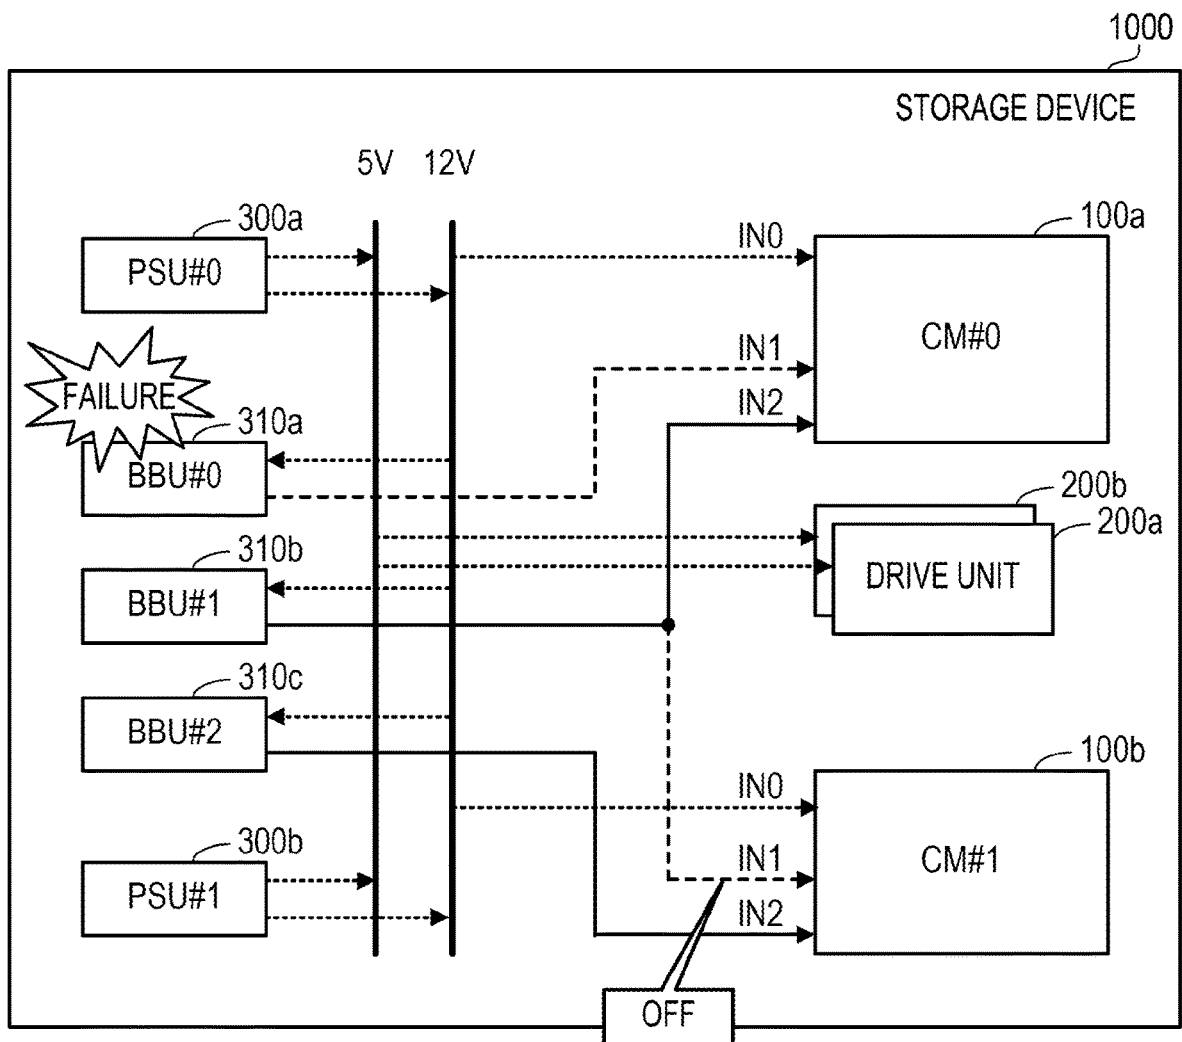 1000
STORAGE DEVICE
5V 12V
300a
PSU#0
IN0
100a
CM#0
IN1
IN2
FAILURE
310a
BBU#0
200b
200a
DRIVE UNIT
310b
BBU#1
310c
BBU#2
100b
IN0
CM#1
IN1
IN2
300b
PSU#1
OFF